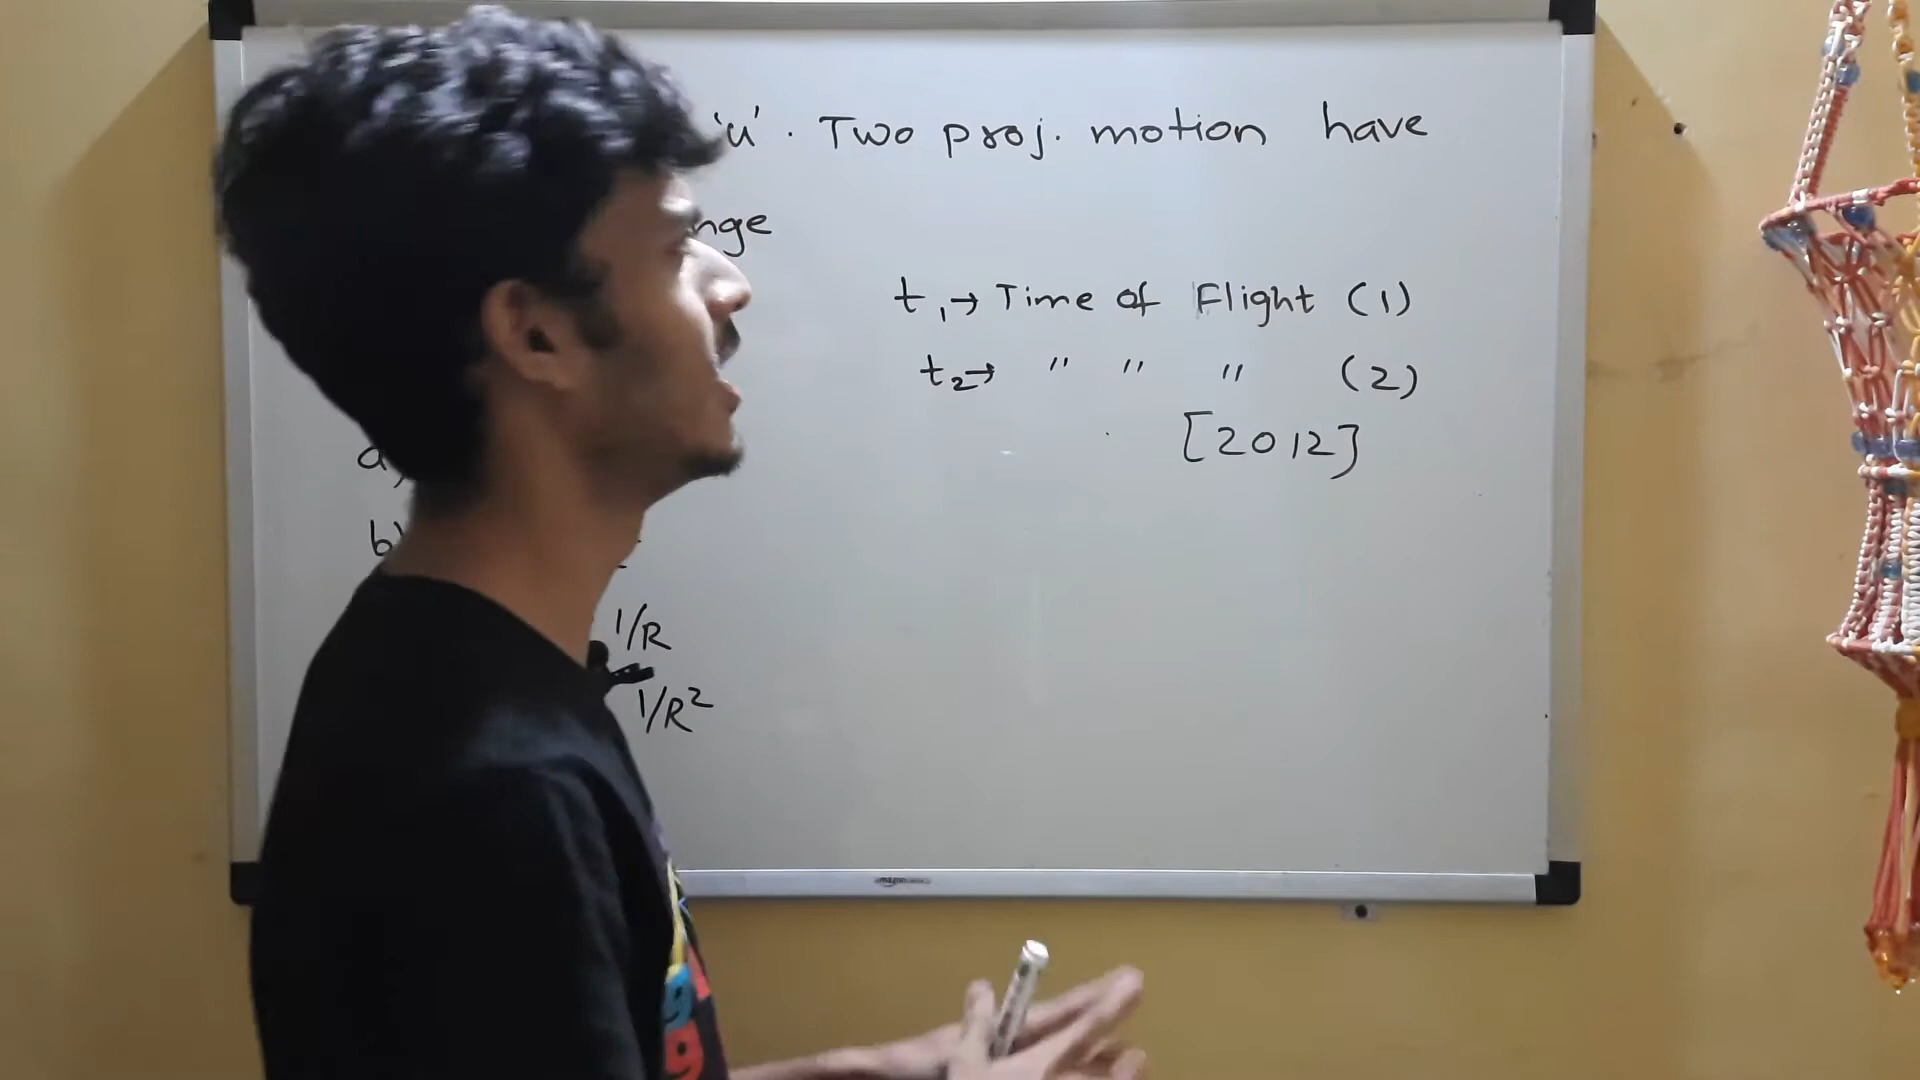 'u'. Two proj. motion have
nge
t1→ Time of Flight (1)
t2→ " " " (2)
[2012]
a)
b)
1/R
1/R²